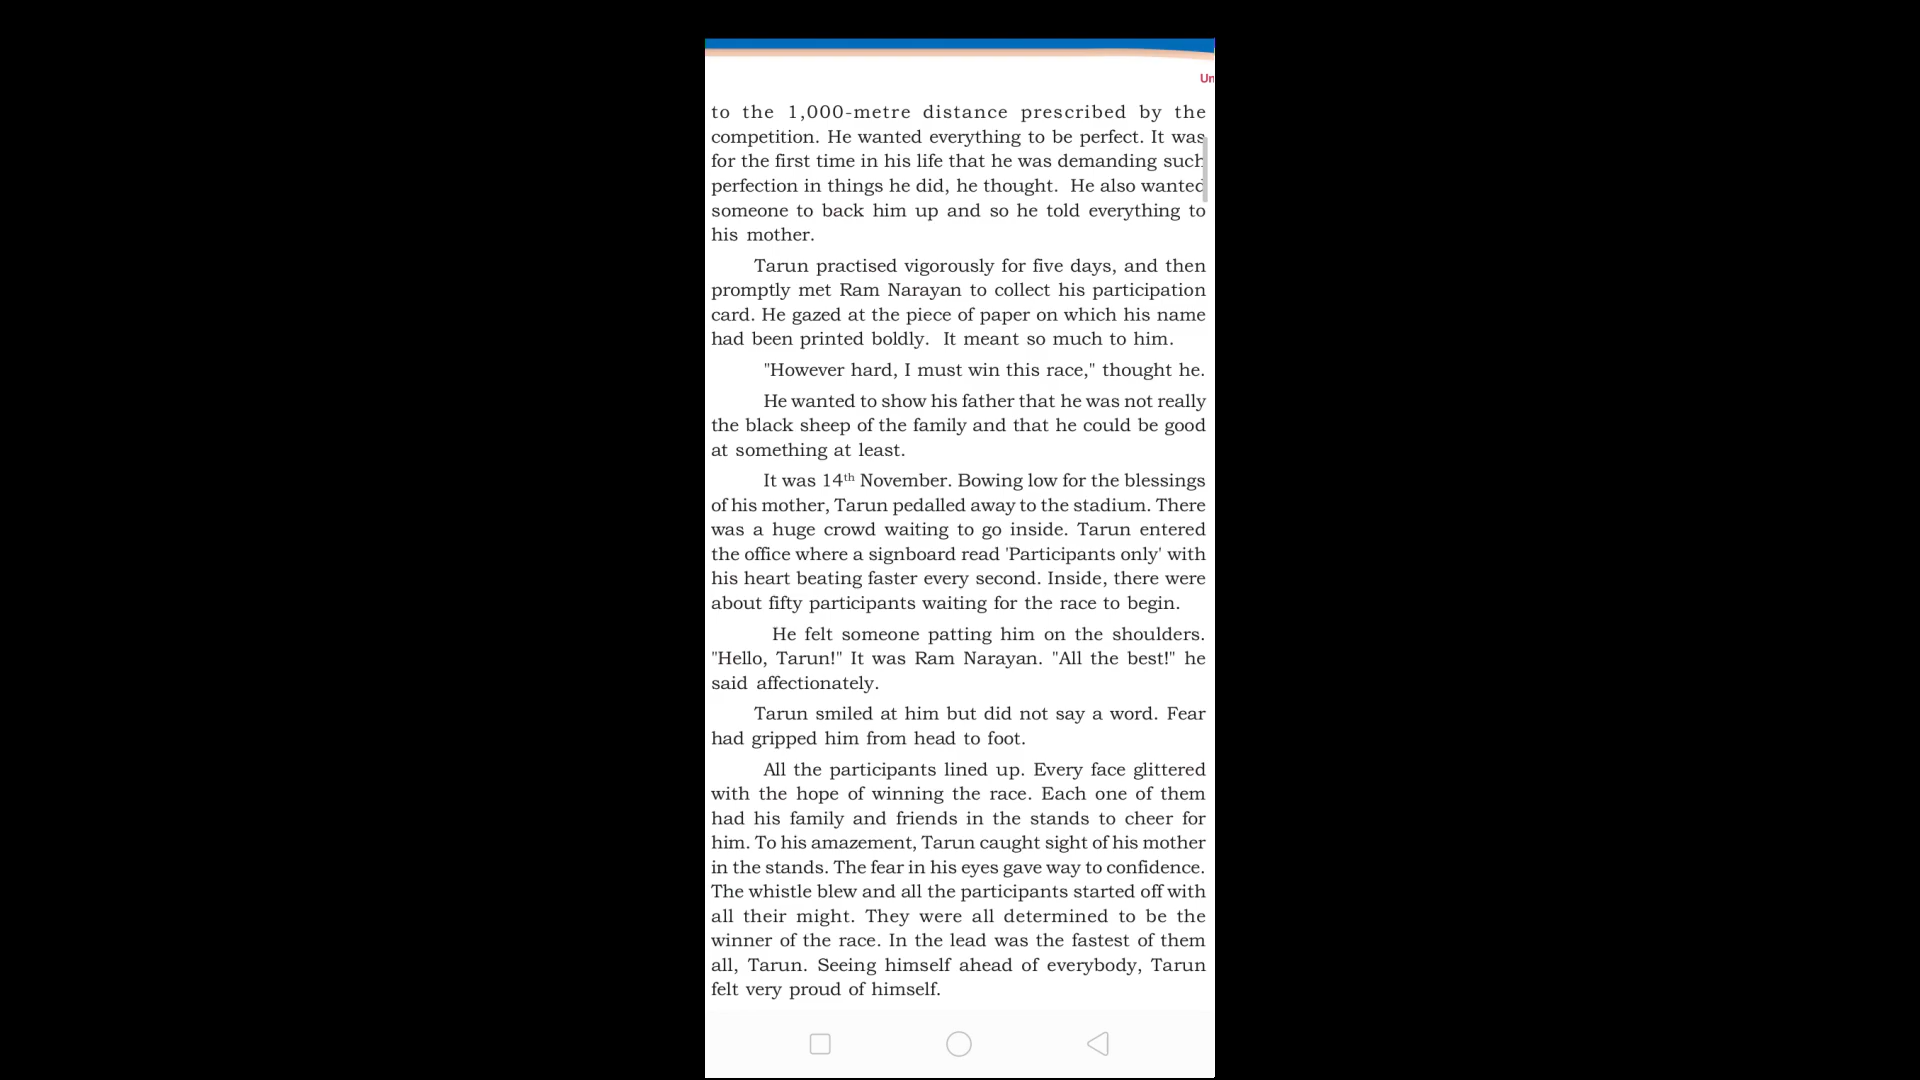 Un
to the 1,000-metre distance prescribed by the
competition. He wanted everything to be perfect. It was
for the first time in his life that he was demanding such
perfection in things he did, he thought. He also wanted
someone to back him up and so he told everything to
his mother.
Tarun practised vigorously for five days, and then
promptly met Ram Narayan to collect his participation
card. He gazed at the piece of paper on which his name
had been printed boldly. It meant so much to him.
"However hard, I must win this race," thought he.
He wanted to show his father that he was not really
the black sheep of the family and that he could be good
at something at least.
It was 14th November. Bowing low for the blessings
of his mother, Tarun pedalled away to the stadium. There
was a huge crowd waiting to go inside. Tarun entered
the office where a signboard read 'Participants only' with
his heart beating faster every second. Inside, there were
about fifty participants waiting for the race to begin.
He felt someone patting him on the shoulders.
"Hello, Tarun!" It was Ram Narayan. "All the best!" he
said affectionately.
Tarun smiled at him but did not say a word. Fear
had gripped him from head to foot.
All the participants lined up. Every face glittered
with the hope of winning the race. Each one of them
had his family and friends in the stands to cheer for
him. To his amazement, Tarun caught sight of his mother
in the stands. The fear in his eyes gave way to confidence.
The whistle blew and all the participants started off with
all their might. They were all determined to be the
winner of the race. In the lead was the fastest of them
all, Tarun. Seeing himself ahead of everybody, Tarun
felt very proud of himself.